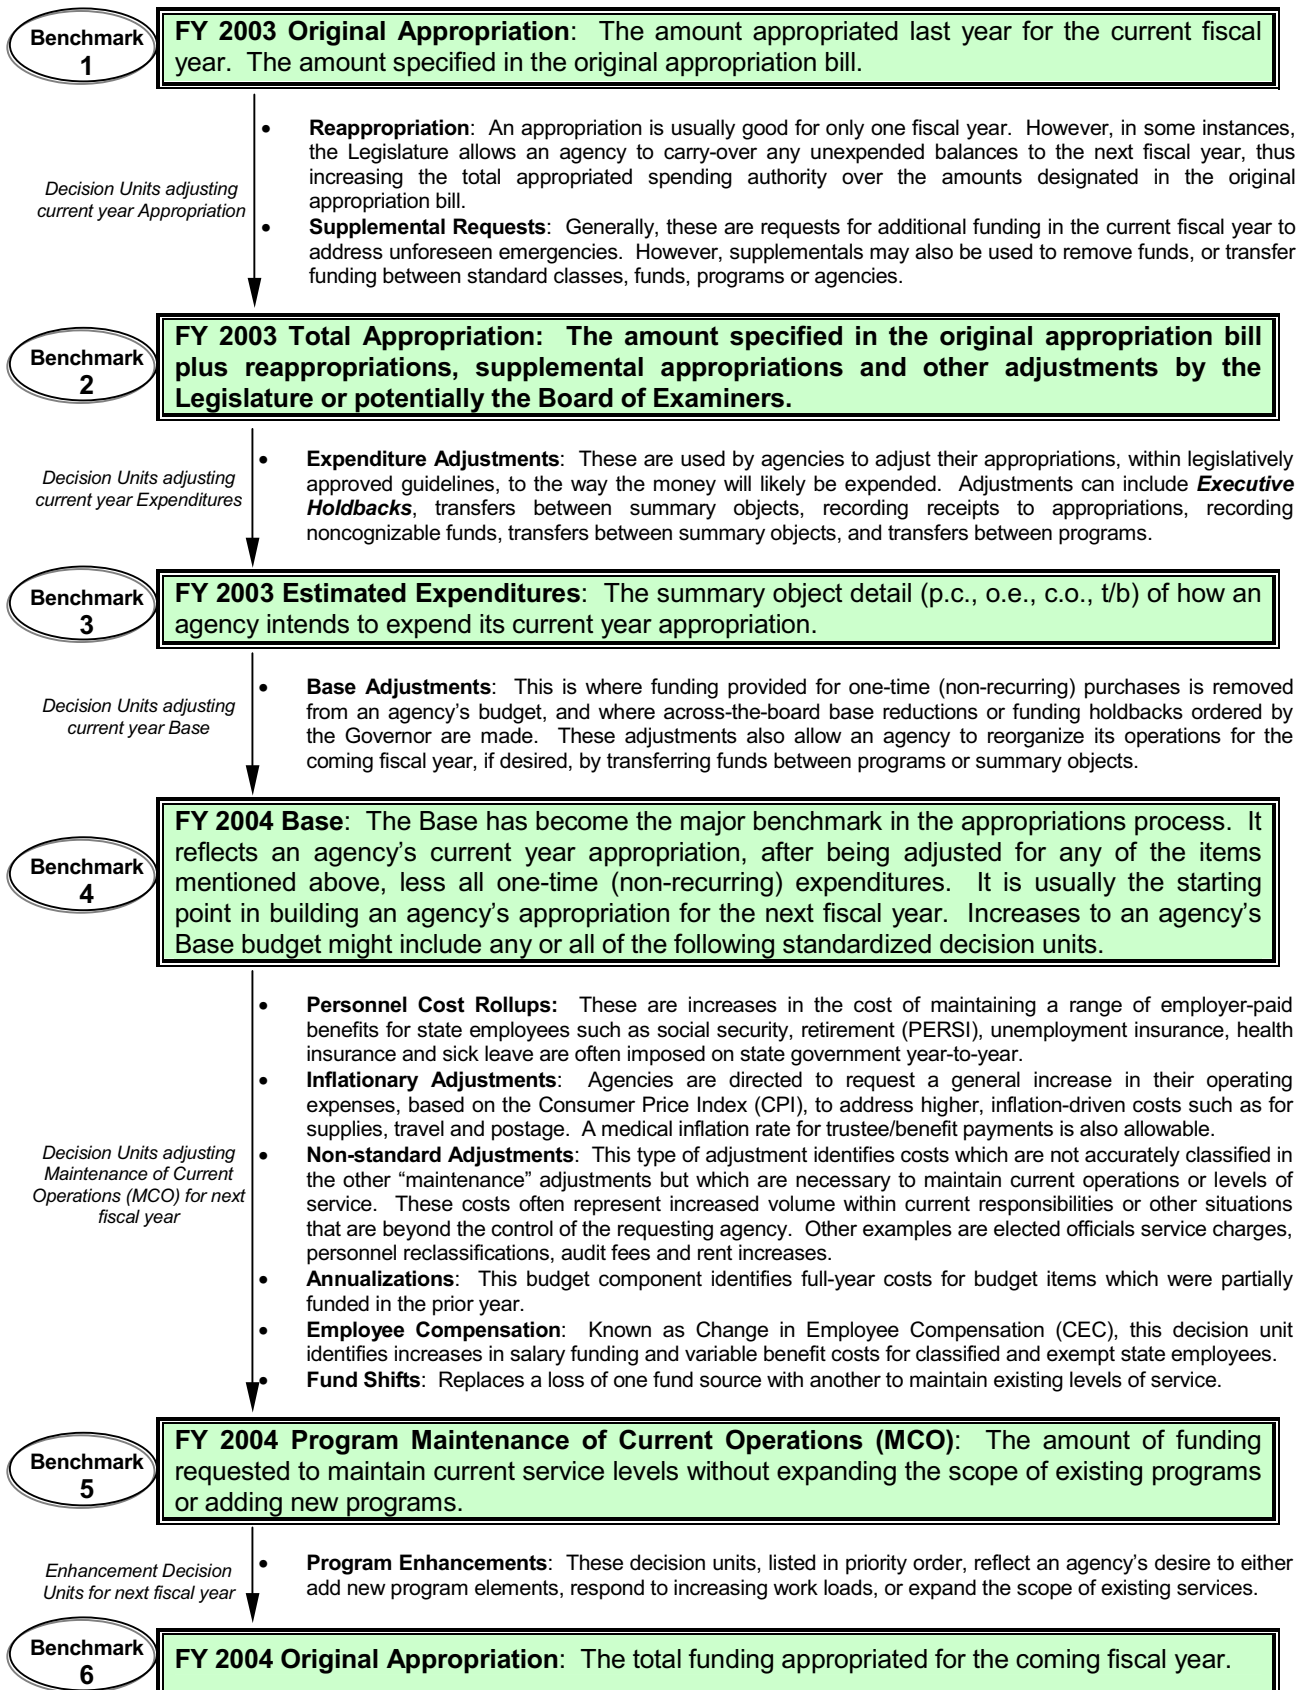 Benchmark
1
FY 2003 Original Appropriation: The amount appropriated last year for the current fiscal
year. The amount specified in the original appropriation bill.
Decision Units adjusting
current year Appropriation
• Reappropriation: An appropriation is usually good for only one fiscal year. However, in some instances,
the Legislature allows an agency to carry-over any unexpended balances to the next fiscal year, thus
increasing the total appropriated spending authority over the amounts designated in the original
appropriation bill.
• Supplemental Requests: Generally, these are requests for additional funding in the current fiscal year to
address unforeseen emergencies. However, supplementals may also be used to remove funds, or transfer
funding between standard classes, funds, programs or agencies.
Benchmark
2
FY 2003 Total Appropriation: The amount specified in the original appropriation bill
plus reappropriations, supplemental appropriations and other adjustments by the
Legislature or potentially the Board of Examiners.
Decision Units adjusting
current year Expenditures
• Expenditure Adjustments: These are used by agencies to adjust their appropriations, within legislatively
approved guidelines, to the way the money will likely be expended. Adjustments can include Executive
Holdbacks, transfers between summary objects, recording receipts to appropriations, recording
noncognizable funds, transfers between summary objects, and transfers between programs.
Benchmark
3
FY 2003 Estimated Expenditures: The summary object detail (p.c., o.e., c.o., t/b) of how an
agency intends to expend its current year appropriation.
Decision Units adjusting
current year Base
• Base Adjustments: This is where funding provided for one-time (non-recurring) purchases is removed
from an agency's budget, and where across-the-board base reductions or funding holdbacks ordered by
the Governor are made. These adjustments also allow an agency to reorganize its operations for the
coming fiscal year, if desired, by transferring funds between programs or summary objects.
Benchmark
4
FY 2004 Base: The Base has become the major benchmark in the appropriations process. It
reflects an agency's current year appropriation, after being adjusted for any of the items
mentioned above, less all one-time (non-recurring) expenditures. It is usually the starting
point in building an agency's appropriation for the next fiscal year. Increases to an agency's
Base budget might include any or all of the following standardized decision units.
Decision Units adjusting
Maintenance of Current
Operations (MCO) for next
fiscal year
• Personnel Cost Rollups: These are increases in the cost of maintaining a range of employer-paid
benefits for state employees such as social security, retirement (PERSI), unemployment insurance, health
insurance and sick leave are often imposed on state government year-to-year.
• Inflationary Adjustments: Agencies are directed to request a general increase in their operating
expenses, based on the Consumer Price Index (CPI), to address higher, inflation-driven costs such as for
supplies, travel and postage. A medical inflation rate for trustee/benefit payments is also allowable.
• Non-standard Adjustments: This type of adjustment identifies costs which are not accurately classified in
the other “maintenance” adjustments but which are necessary to maintain current operations or levels of
service. These costs often represent increased volume within current responsibilities or other situations
that are beyond the control of the requesting agency. Other examples are elected officials service charges,
personnel reclassifications, audit fees and rent increases.
• Annualizations: This budget component identifies full-year costs for budget items which were partially
funded in the prior year.
• Employee Compensation: Known as Change in Employee Compensation (CEC), this decision unit
identifies increases in salary funding and variable benefit costs for classified and exempt state employees.
• Fund Shifts: Replaces a loss of one fund source with another to maintain existing levels of service.
Benchmark
5
FY 2004 Program Maintenance of Current Operations (MCO): The amount of funding
requested to maintain current service levels without expanding the scope of existing programs
or adding new programs.
Enhancement Decision
Units for next fiscal year
• Program Enhancements: These decision units, listed in priority order, reflect an agency's desire to either
add new program elements, respond to increasing work loads, or expand the scope of existing services.
Benchmark
6
FY 2004 Original Appropriation: The total funding appropriated for the coming fiscal year.